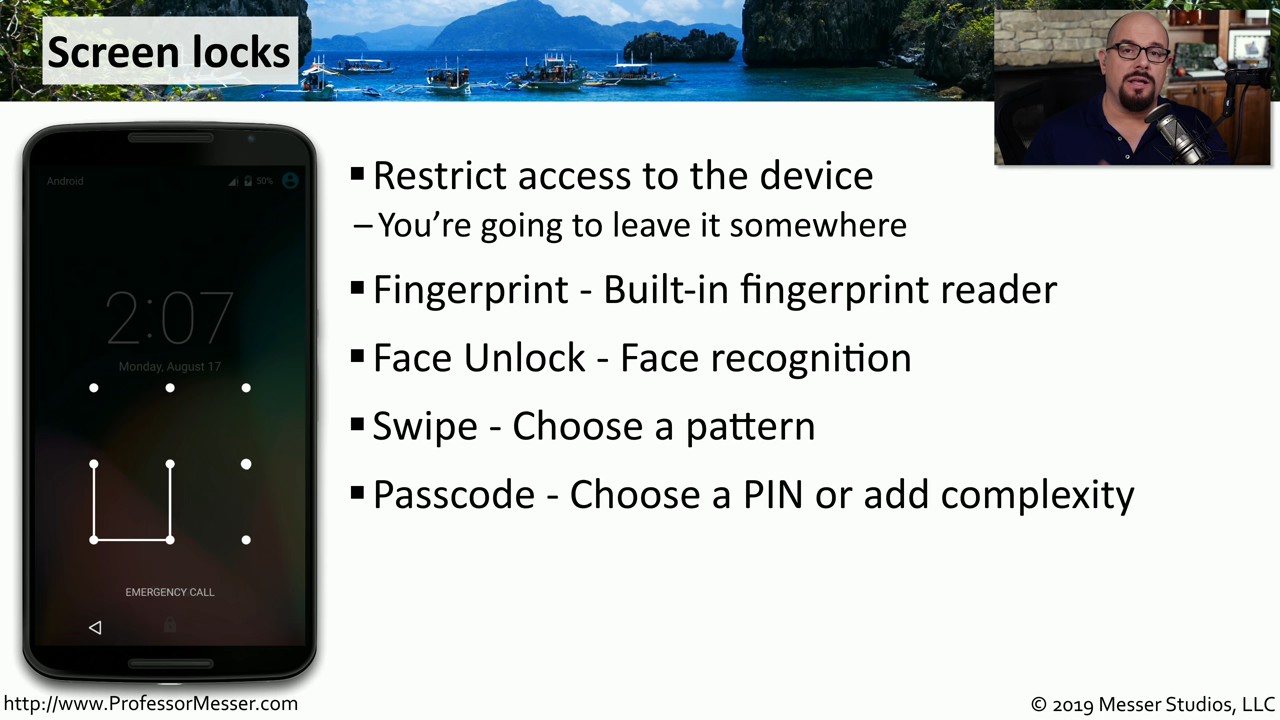 Screen locks
Android
50%
2:07
Monday, August 17
EMERGENCY CALL
▪ Restrict access to the device
– You're going to leave it somewhere
▪ Fingerprint - Built-in fingerprint reader
▪ Face Unlock - Face recognition
▪ Swipe - Choose a pattern
▪ Passcode - Choose a PIN or add complexity
http://www.ProfessorMesser.com
© 2019 Messer Studios, LLC